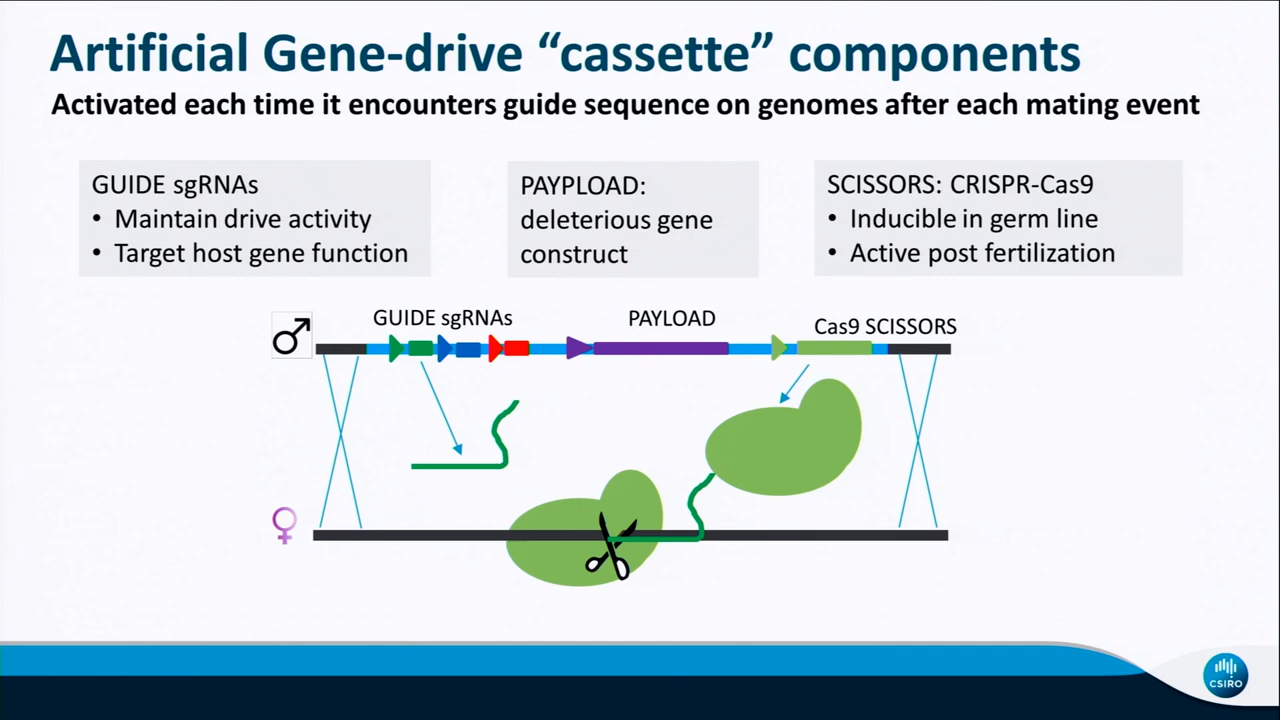 Artificial Gene-drive “cassette” components
Activated each time it encounters guide sequence on genomes after each mating event
GUIDE sgRNAs
• Maintain drive activity
• Target host gene function
PAYPLOAD:
deleterious gene
construct
SCISSORS: CRISPR-Cas9
• Inducible in germ line
• Active post fertilization
GUIDE sgRNAs
PAYLOAD
Cas9 SCISSORS
CSIRO